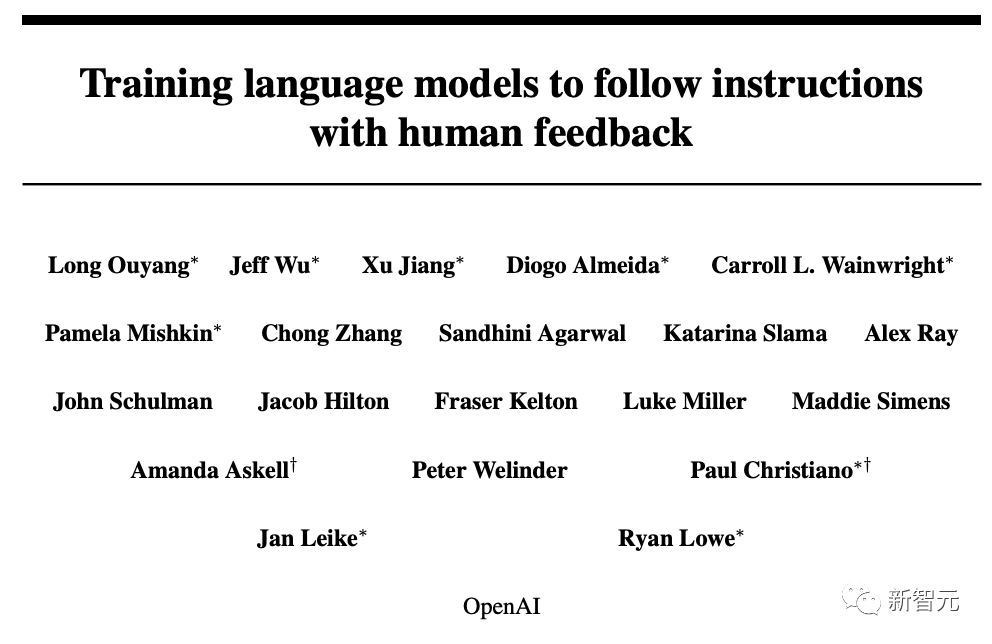 Training language models to follow instructions
with human feedback
Long Ouyang* Jeff Wu* Xu Jiang* Diogo Almeida* Carroll L. Wainwright*
Pamela Mishkin* Chong Zhang Sandhini Agarwal Katarina Slama Alex Ray
John Schulman Jacob Hilton Fraser Kelton Luke Miller Maddie Simens
Amanda Askell† Peter Welinder Paul Christiano*†
Jan Leike* Ryan Lowe*
OpenAI
新智元